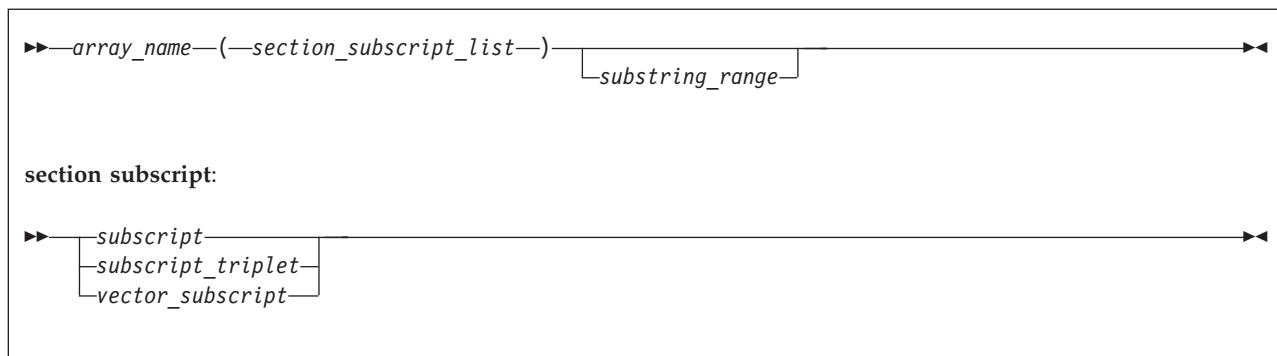 array_name ( section_subscript_list )
substring_range
section subscript:
subscript
subscript_triplet
vector_subscript